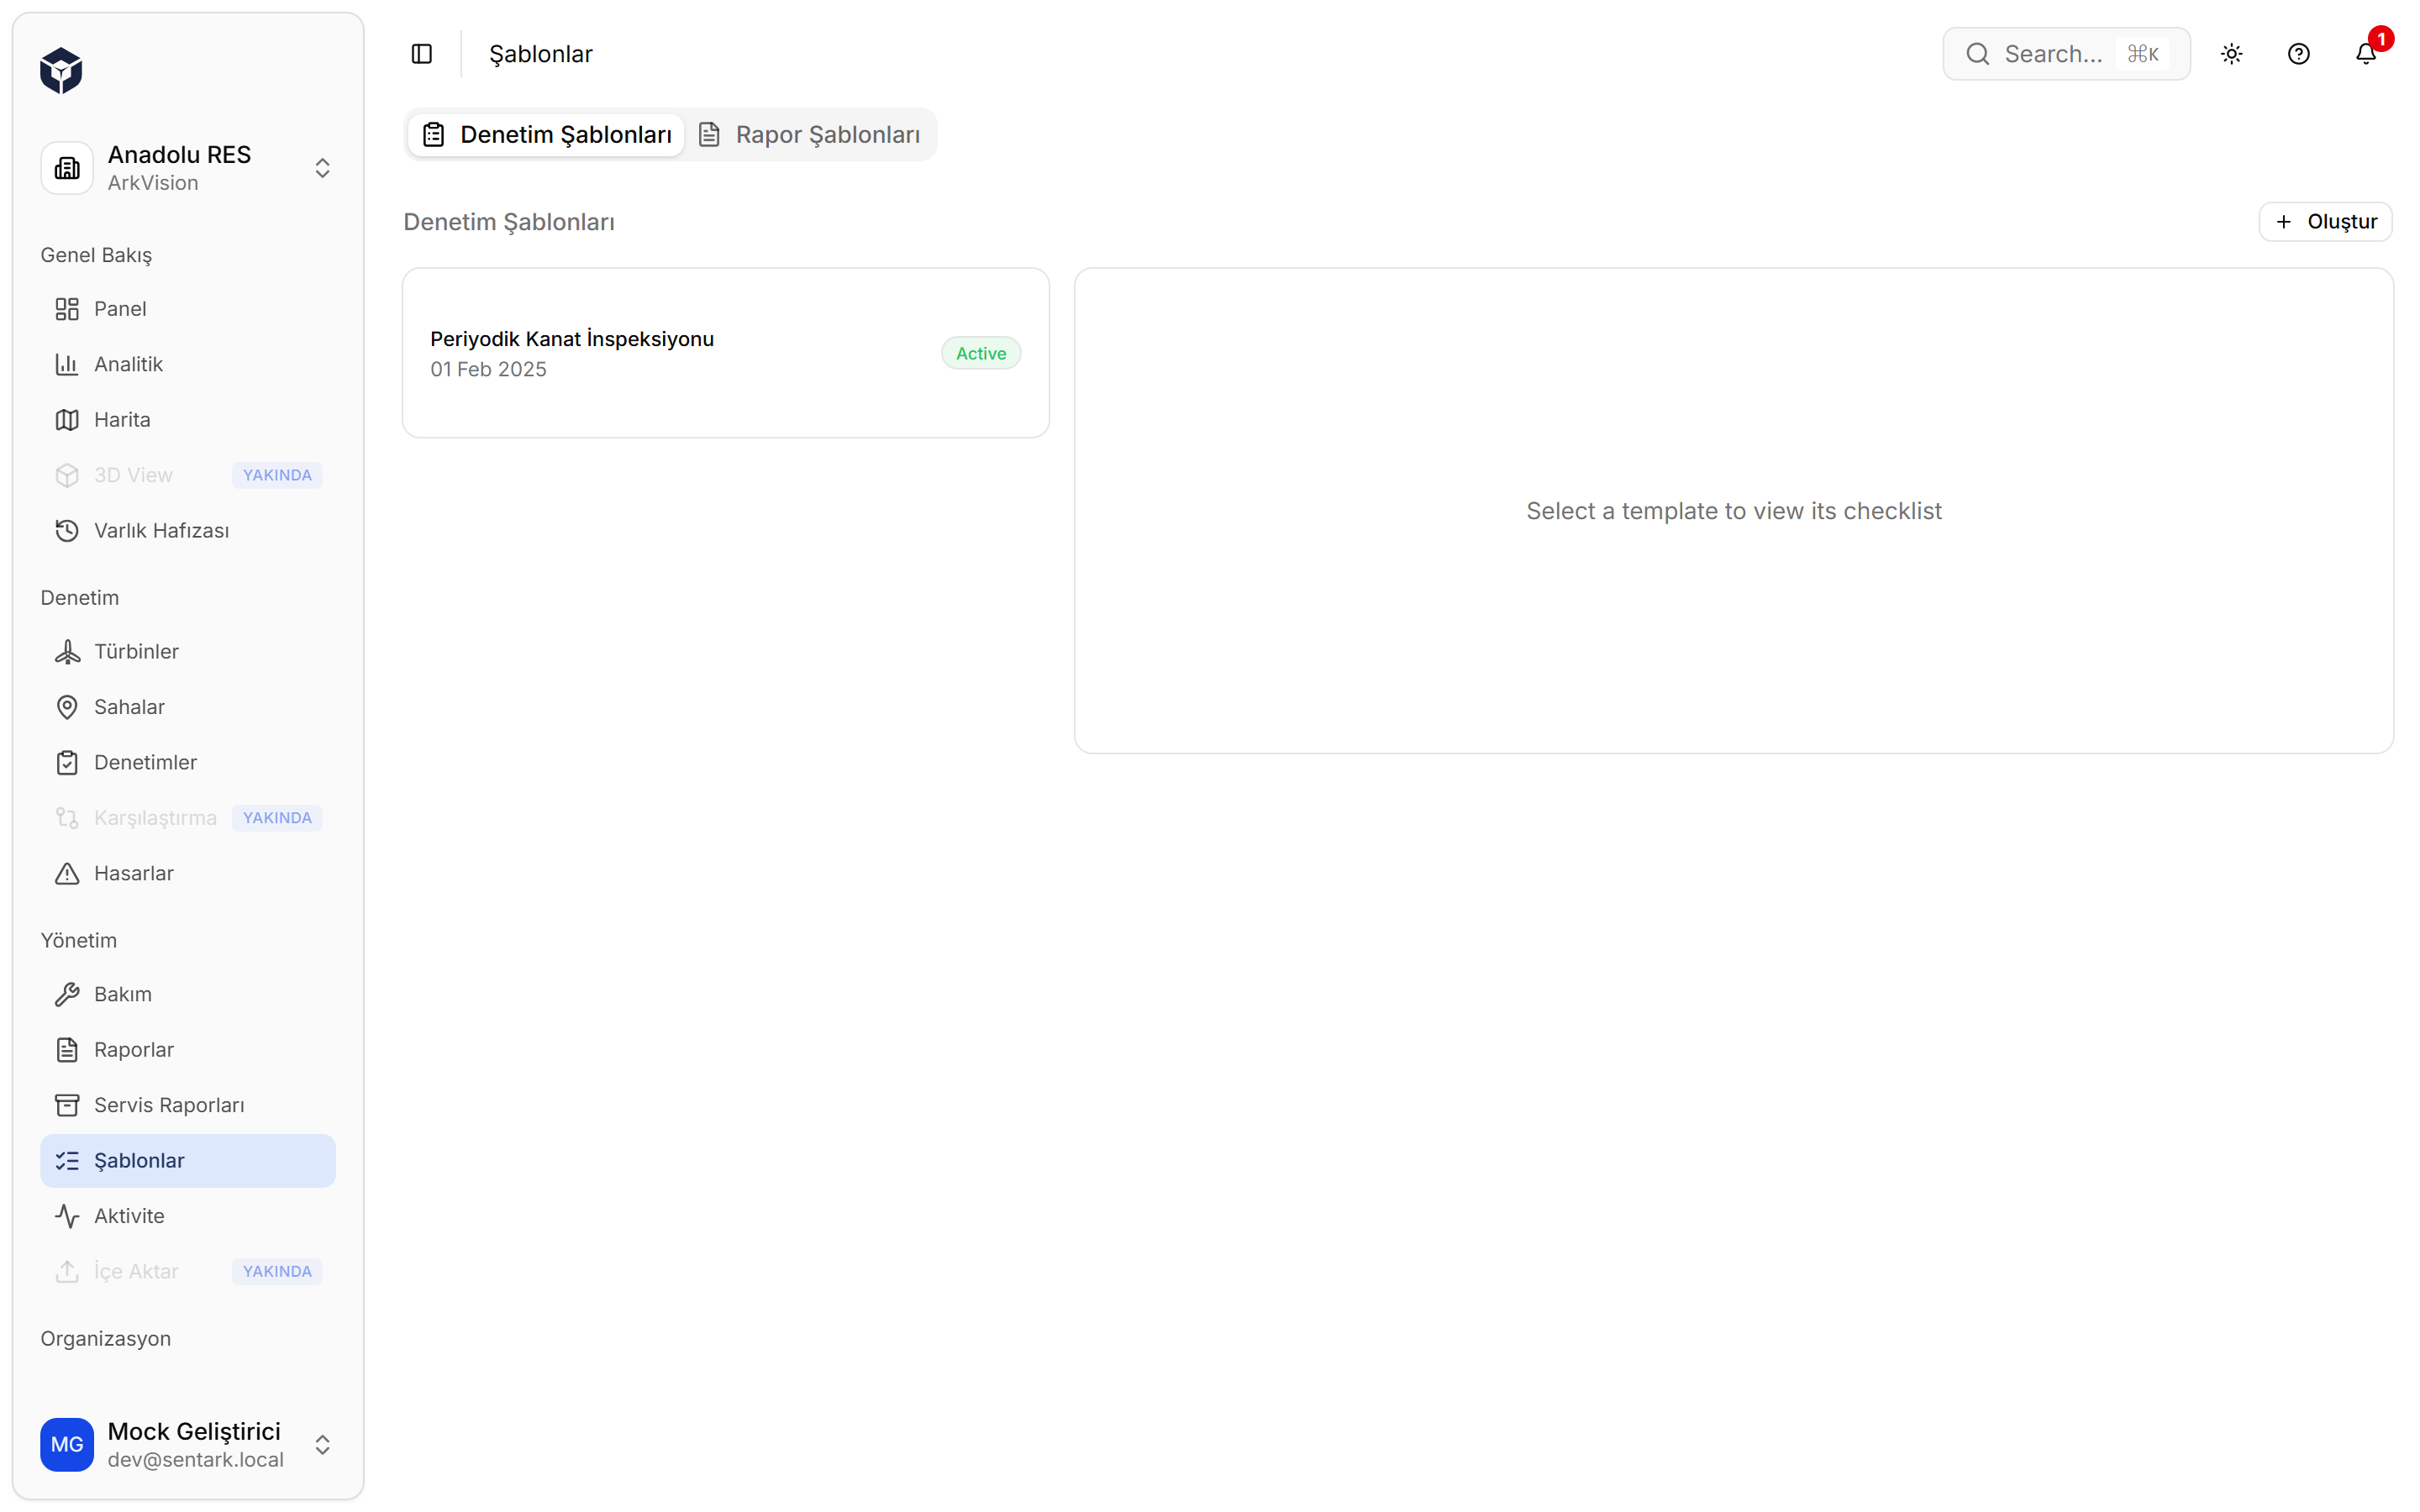 Anadolu RES
ArkVision
Genel Bakış
Panel
Analitik
Harita
3D View YAKINDA
Varlık Hafızası
Denetim
Türbinler
Sahalar
Denetimler
Karşılaştırma YAKINDA
Hasarlar
Yönetim
Bakım
Raporlar
Servis Raporları
Şablonlar
Aktivite
İçe Aktar YAKINDA
Organizasyon
MG
Mock Geliştirici
dev@sentark.local
Şablonlar
Search... ⌘K
1
Denetim Şablonları Rapor Şablonları
Denetim Şablonları
+ Oluştur
Periyodik Kanat İnspeksiyonu
01 Feb 2025
Active
Select a template to view its checklist